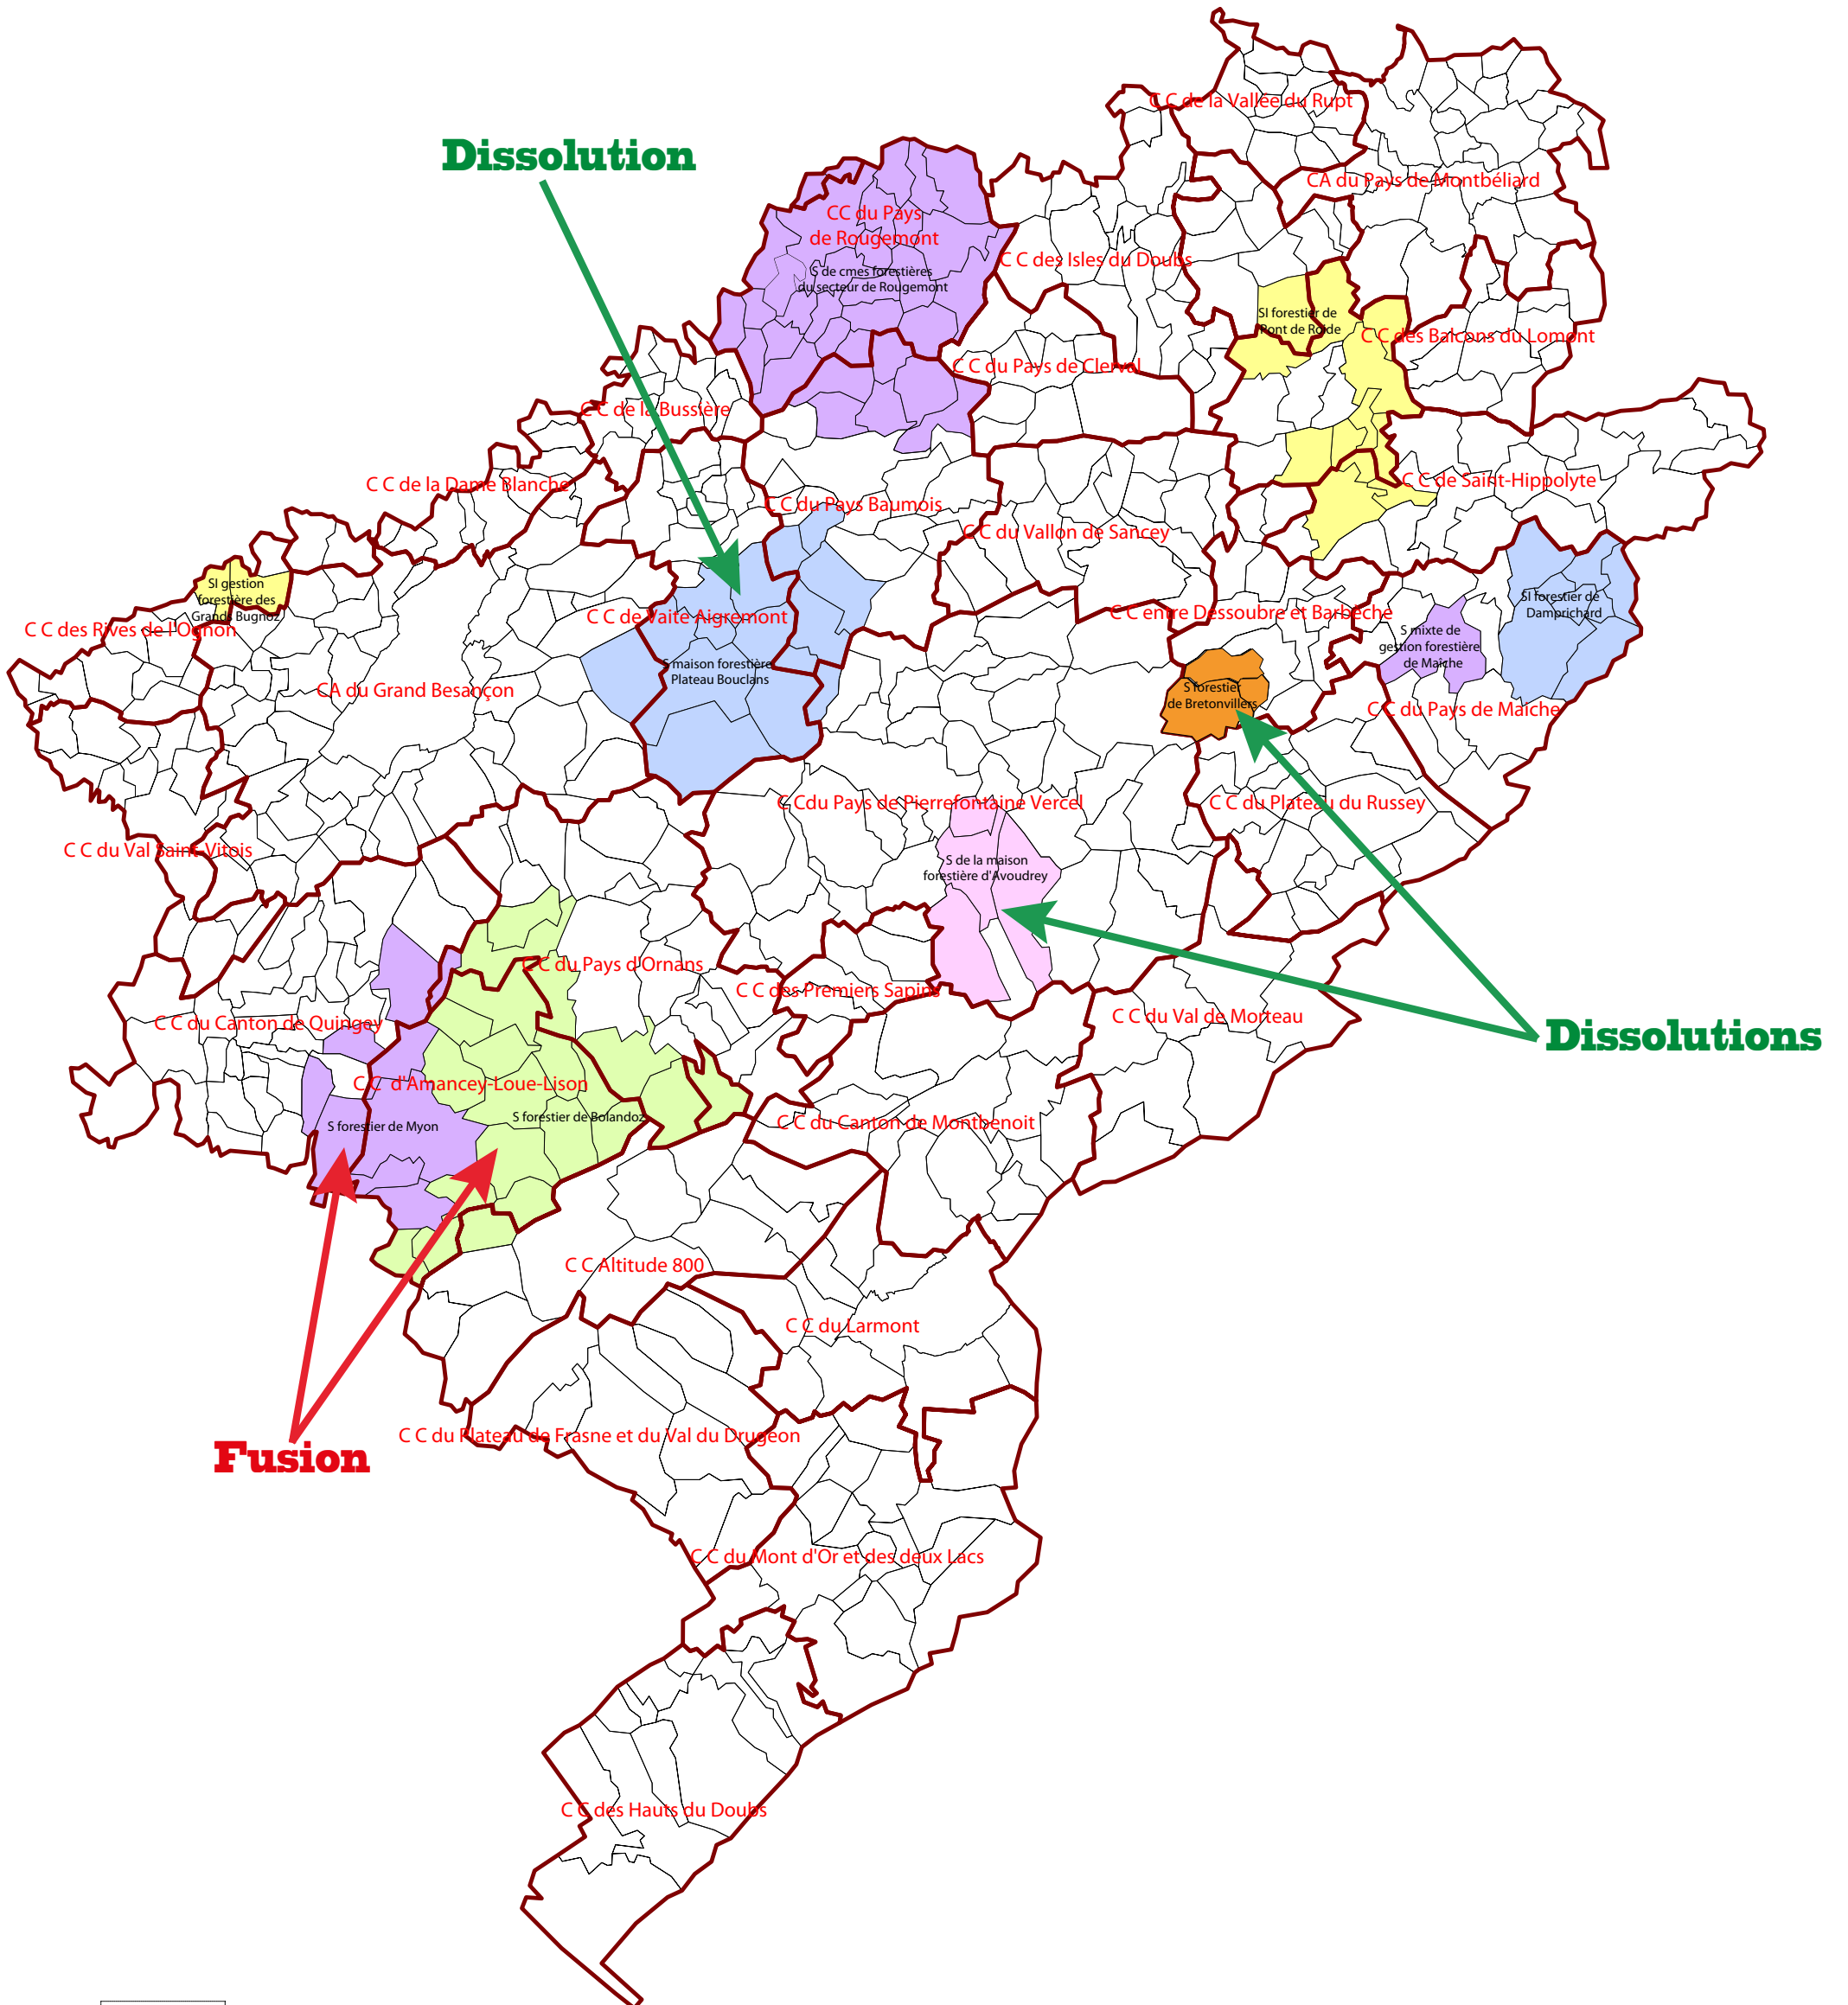 C C de la Vallée du Rupt
Dissolution
CA du Pays de Montbéliard
CC du Pays
de Rougemont
C C des Isles du Doubs
S de cmes forestières
du secteur de Rougemont
SI forestier de
Pont de Roide
C C des Balcons du Lomont
C C du Pays de Clerval
C C de la Bussière
C C de la Dame Blanche
C C de Saint-Hippolyte
C C du Pays Baumois
C C du Vallon de Sancey
SI gestion
forestière des
Grands Bugnoz
SI forestier de
Damprichard
C C entre Dessoubre et Barbèche
C C de Vaite Aigremont
C C des Rives de l'Ognon
S mixte de
gestion forestière
de Maîche
S maison forestière
Plateau Bouclans
CA du Grand Besançon
S forestier
de Bretonvillers
C C du Pays de Maiche
C Cdu Pays de Pierrefontaine Vercel
C C du Plateau du Russey
C C du Val Saint-Vitois
S de la maison
forestière d'Avoudrey
C C du Pays d'Ornans
C C des Premiers Sapins
C C du Canton de Quingey
C C du Val de Morteau
Dissolutions
C C d'Amancey-Loue-Lison
S forestier de Bolandoz
S forestier de Myon
C C du Canton de Montbenoit
C C Altitude 800
C C du Larmont
C C du Plateau de Frasne et du Val du Drugeon
Fusion
C C du Mont d'Or et des deux Lacs
C C des Hauts du Doubs